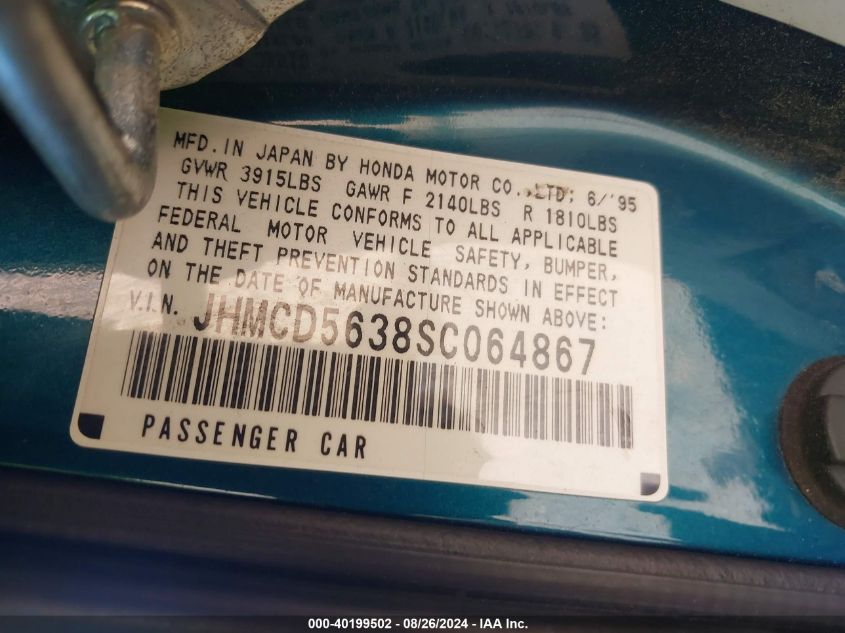 MFD. IN JAPAN BY HONDA MOTOR CO., LTD; 6/'95
GVWR 3915LBS GAWR F 2140LBS R 1810LBS
THIS VEHICLE CONFORMS TO ALL APPLICABLE
FEDERAL MOTOR VEHICLE SAFETY, BUMPER,
AND THEFT PREVENTION STANDARDS IN EFFECT
ON THE DATE OF MANUFACTURE SHOWN ABOVE:
V.I.N. JHMCD5638SC064867
PASSENGER CAR
000-40199502 - 08/26/2024 - IAA Inc.